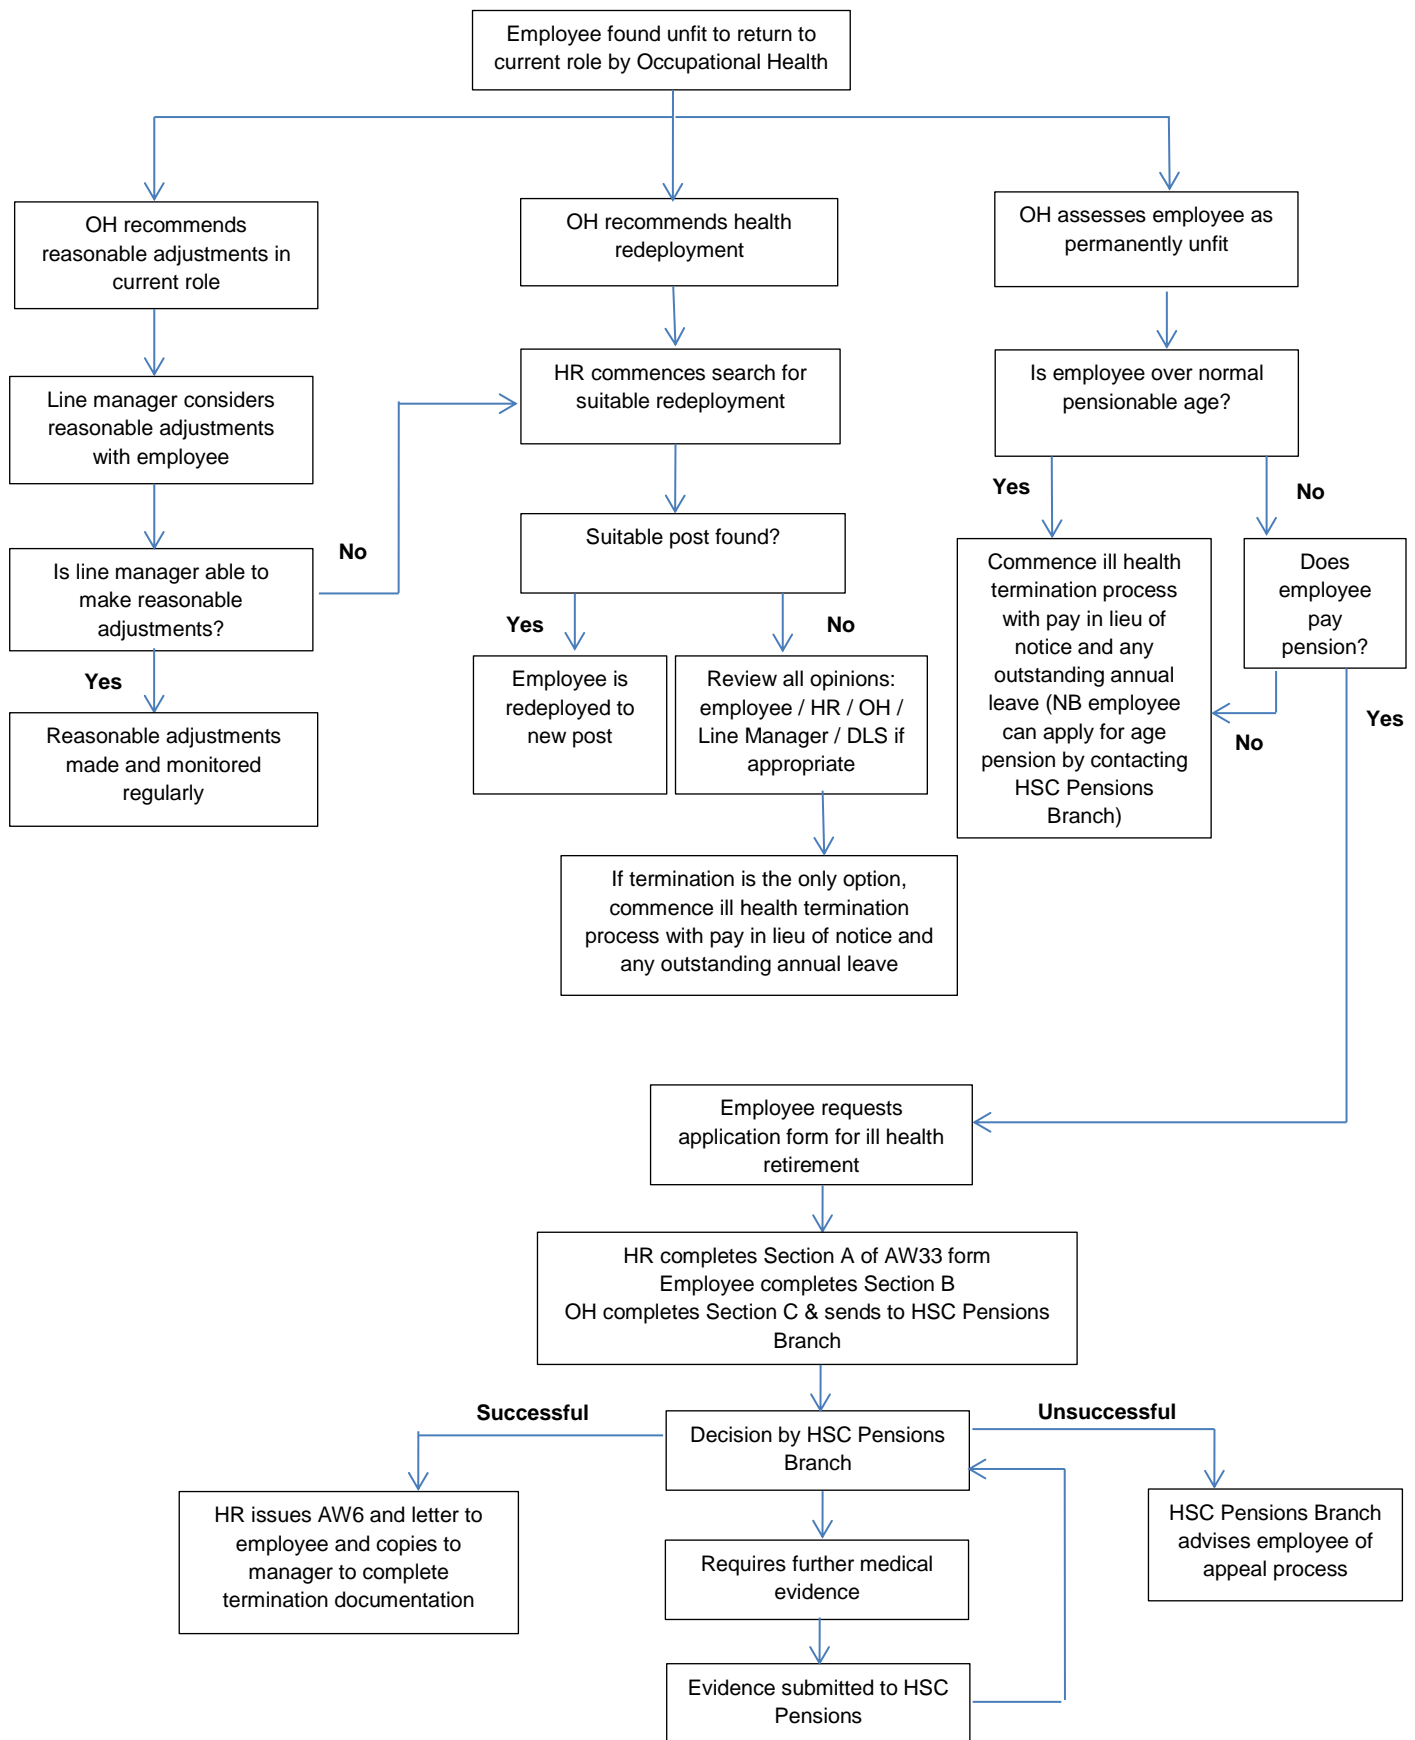 Employee found unfit to return to
current role by Occupational Health
OH recommends
reasonable adjustments in
current role
OH recommends health
redeployment
OH assesses employee as
permanently unfit
Line manager considers
reasonable adjustments
with employee
HR commences search for
suitable redeployment
Is employee over normal
pensionable age?
Yes
No
Is line manager able to
make reasonable
adjustments?
No
Suitable post found?
Commence ill health
termination process
with pay in lieu of
notice and any
outstanding annual
leave (NB employee
can apply for age
pension by contacting
HSC Pensions
Branch)
Does
employee
pay
pension?
Yes
No
Yes
No
Yes
Reasonable adjustments
made and monitored
regularly
Employee is
redeployed to
new post
Review all opinions:
employee / HR / OH /
Line Manager / DLS if
appropriate
If termination is the only option,
commence ill health termination
process with pay in lieu of notice and
any outstanding annual leave
Employee requests
application form for ill health
retirement
HR completes Section A of AW33 form
Employee completes Section B
OH completes Section C & sends to HSC Pensions
Branch
Successful
Unsuccessful
Decision by HSC Pensions
Branch
HR issues AW6 and letter to
employee and copies to
manager to complete
termination documentation
HSC Pensions Branch
advises employee of
appeal process
Requires further medical
evidence
Evidence submitted to HSC
Pensions